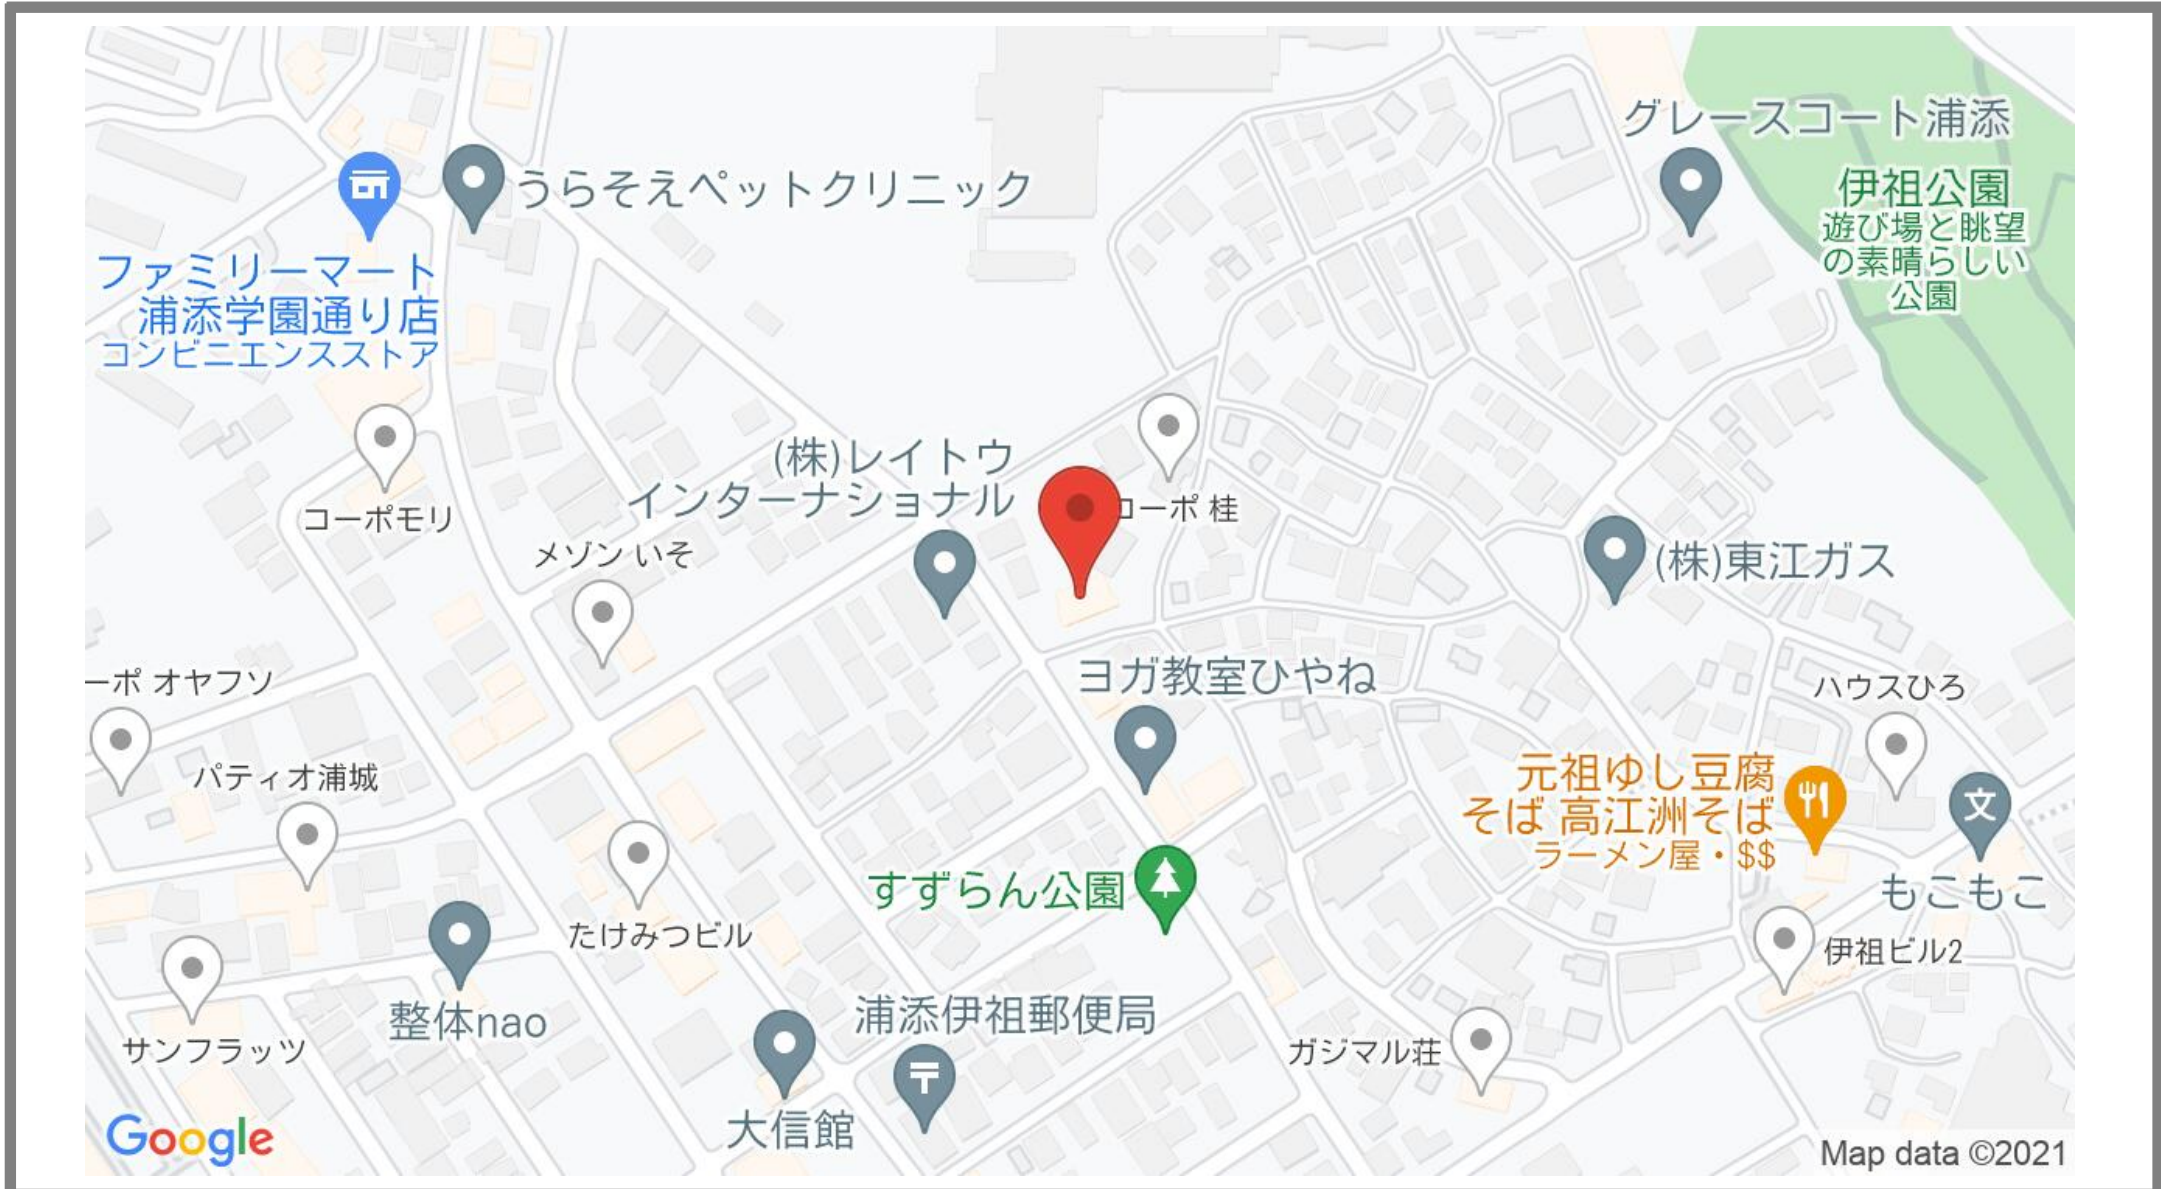 グレースコート浦添
うらそえペットクリニック
伊祖公園
遊び場と眺望
の素晴らしい
公園
ファミリーマート
浦添学園通り店
コンビニエンスストア
(株)レイトウ
インターナショナル
コーポ 桂
コーポモリ
メゾン いそ
(株)東江ガス
ーポ オヤフソ
ヨガ教室ひやね
ハウスひろ
パティオ浦城
元祖ゆし豆腐
そば 高江洲そば
ラーメン屋・$$
文
すずらん公園
もこもこ
たけみつビル
伊祖ビル2
整体nao
浦添伊祖郵便局
サンフラッツ
ガジマル荘
〒
大信館
Google
Map data ©2021